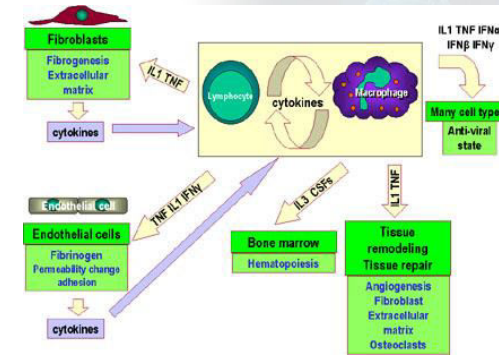 Fibroblasts
Fibrogenesis
Extracellular
matrix
cytokines
IL1 TNF
Lymphocyte
cytokines
Macrophage
IL1 TNF IFNα
IFNβ IFNγ
Many cell type
Anti-viral
state
Endothelial cell
Endothelial cells
Fibrinogen
Permeability change
adhesion
cytokines
TNF IL1 IFNγ
IL3 CSFs
Bone marrow
Hematopoiesis
IL1 TNF
Tissue
remodeling
Tissue repair
Angiogenesis
Fibroblast
Extracellular
matrix
Osteoclasts